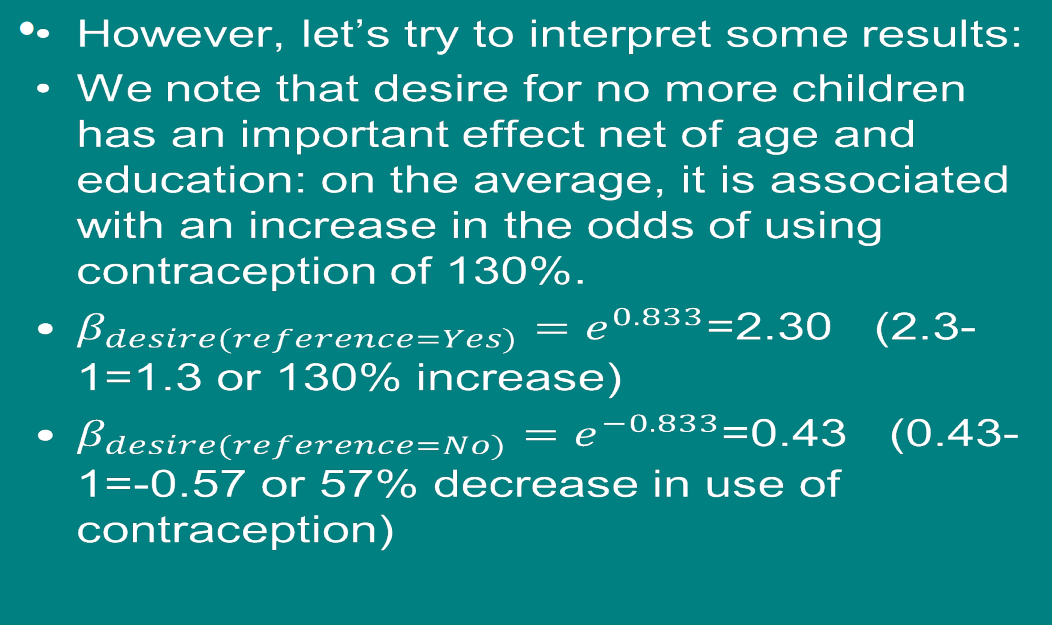 •• However, let’s try to interpret some results:
• We note that desire for no more children
has an important effect net of age and
education: on the average, it is associated
with an increase in the odds of using
contraception of 130%.
• β_{desire(reference=Yes)} = e^{0.833}=2.30 (2.3-
1=1.3 or 130% increase)
• β_{desire(reference=No)} = e^{−0.833}=0.43 (0.43-
1=-0.57 or 57% decrease in use of
contraception)